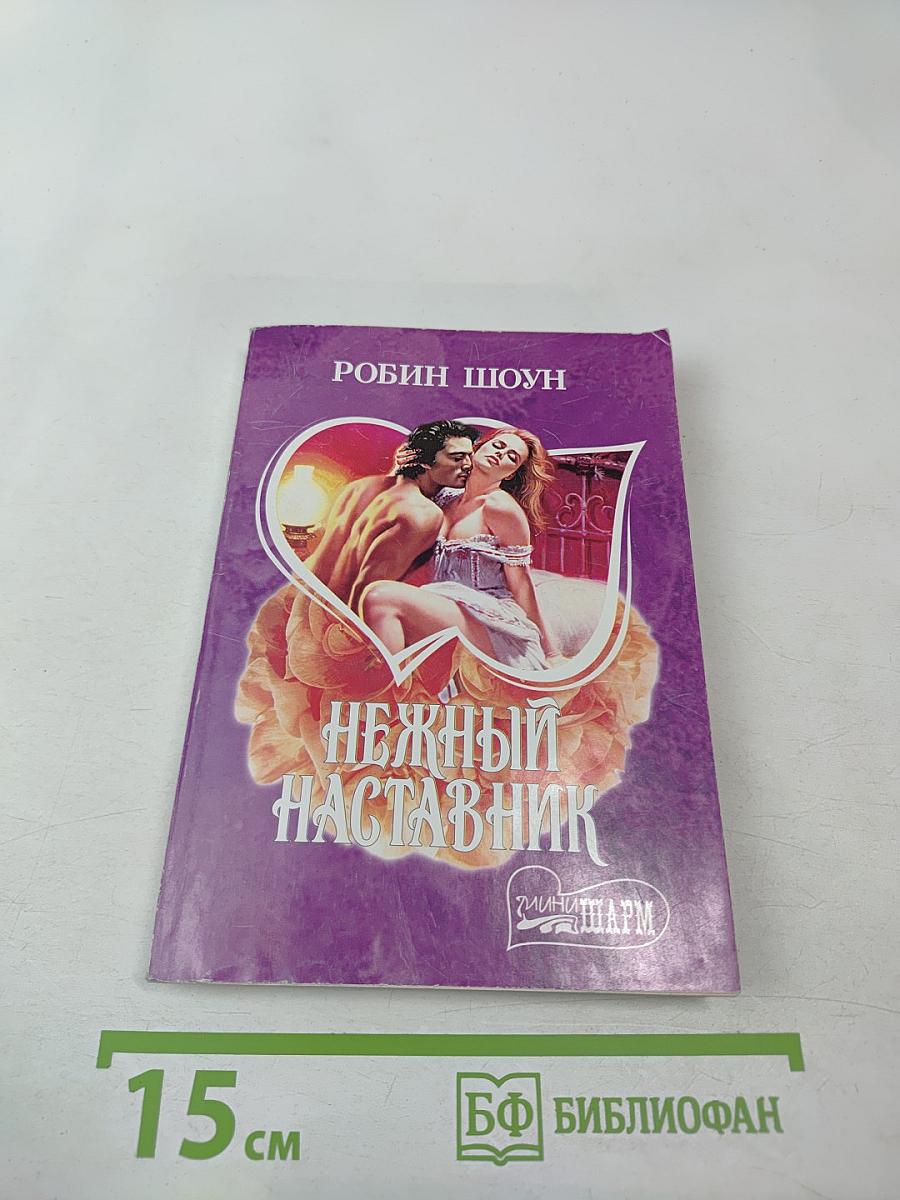 РОБИН ШОУН
НЕЖНЫЙ
НАСТАВНИК
МИНИ
ШАРМ
15 см
БФ БИБЛИОФАН